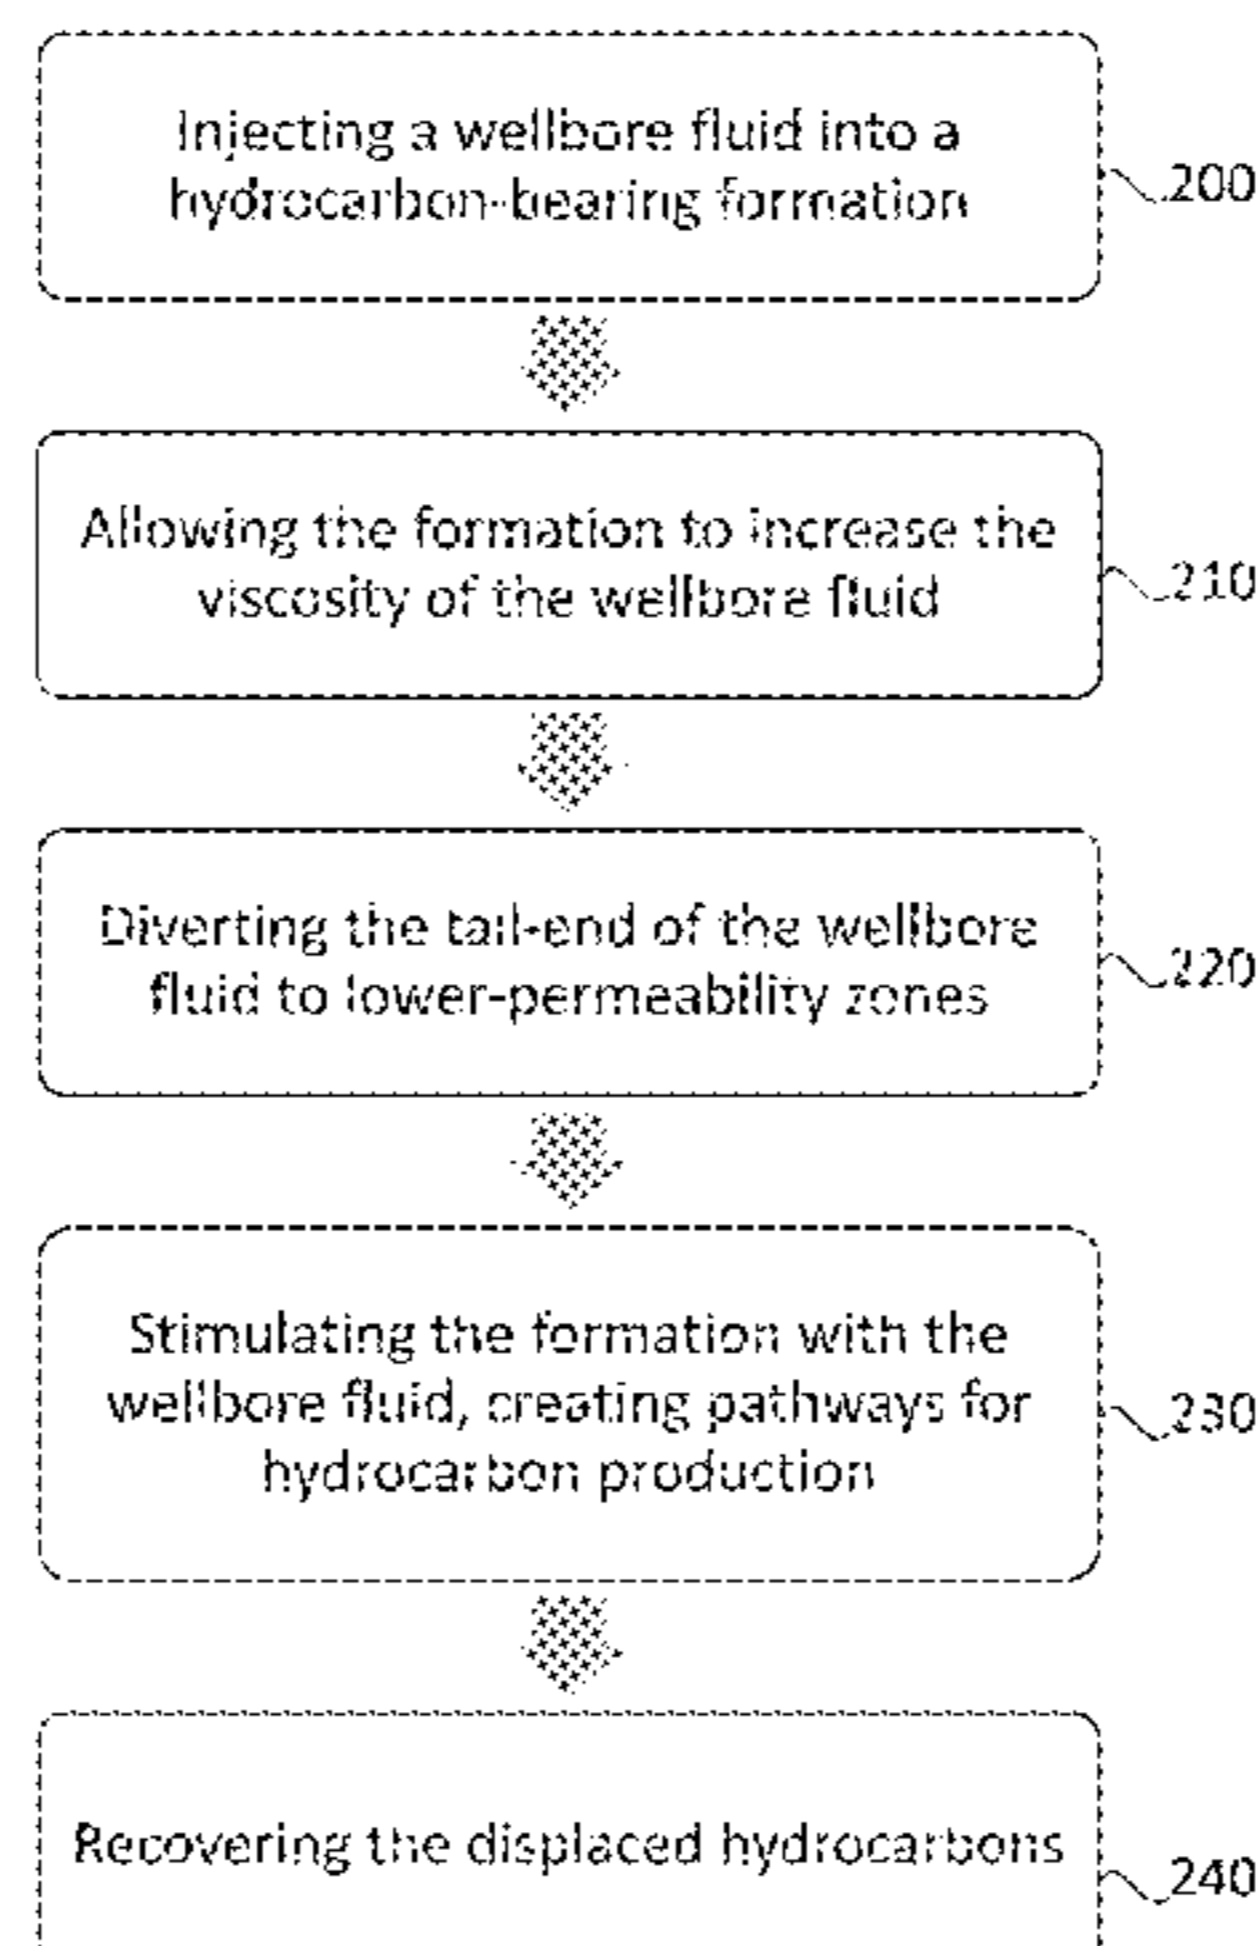 Injecting a wellbore fluid into a
hydrocarbon-bearing formation
200
Allowing the formation to increase the
viscosity of the wellbore fluid
210
Diverting the tail-end of the wellbore
fluid to lower-permeability zones
220
Stimulating the formation with the
wellbore fluid, creating pathways for
hydrocarbon production
230
Recovering the displaced hydrocarbons
240